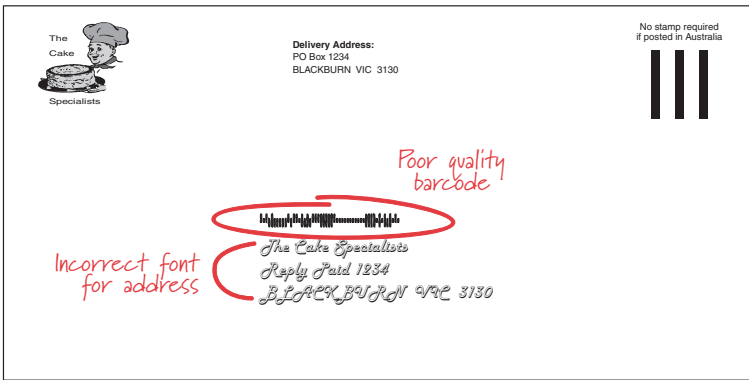 The
Cake
Specialists
Delivery Address:
PO Box 1234
BLACKBURN VIC 3130
No stamp required
if posted in Australia
Poor quality
barcode
The Cake Specialists
Reply Paid 1234
BLACKBURN VIC 3130
Incorrect font
for address